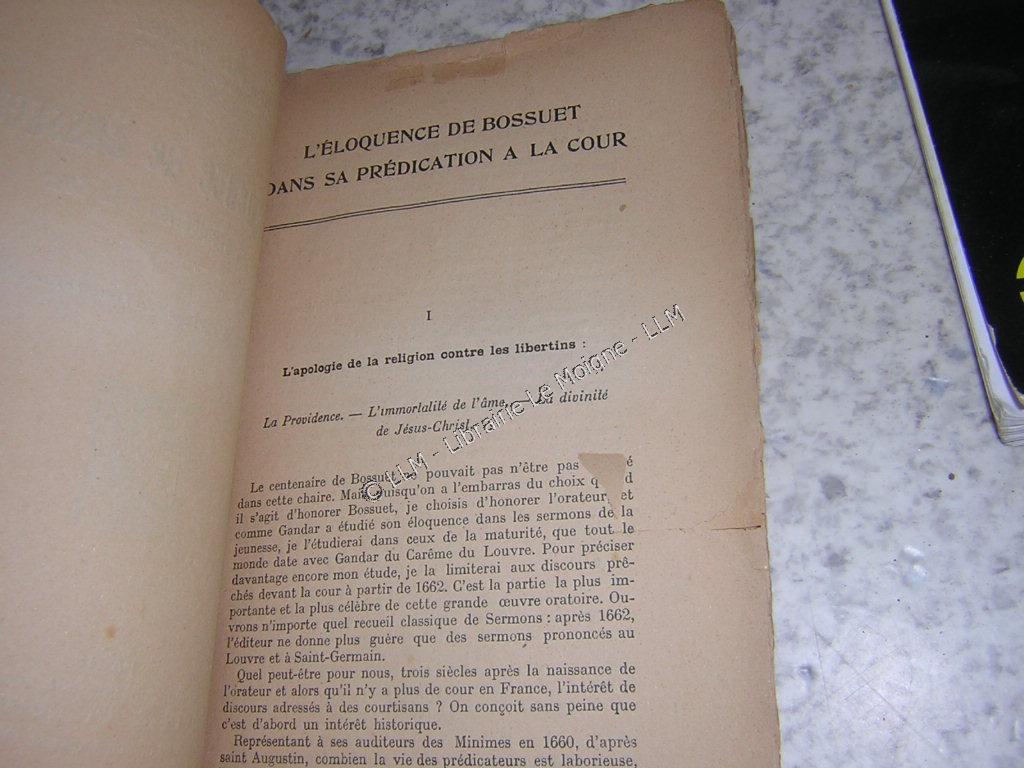 L'ÉLOQUENCE DE BOSSUET
DANS SA PRÉDICATION A LA COUR
I
L'apologie de la religion contre les libertins :
La Providence. — L'immortalité de l'âme. — La divinité
de Jésus-Christ.
© LLM - Librairie Le Moigne - LLM
Le centenaire de Bossuet ne pouvait pas n'être pas
dans cette chaire. Mais puisqu'on a l'embarras du choix quand
il s'agit d'honorer Bossuet, je choisis d'honorer l'orateur, et
comme Gandar a étudié son éloquence dans les sermons de la
jeunesse, je l'étudierai dans ceux de la maturité, que tout le
monde date avec Gandar du Carême du Louvre. Pour préciser
davantage encore mon étude, je la limiterai aux discours prê-
chés devant la cour à partir de 1662. C'est la partie la plus im-
portante et la plus célèbre de cette grande œuvre oratoire. Ou-
vrons n'importe quel recueil classique de Sermons : après 1662,
l'éditeur ne donne plus guère que des sermons prononcés au
Louvre et à Saint-Germain.
Quel peut-être pour nous, trois siècles après la naissance de
l'orateur et alors qu'il n'y a plus de cour en France, l'intérêt de
discours adressés à des courtisans ? On conçoit sans peine que
c'est d'abord un intérêt historique.
Représentant à ses auditeurs des Minimes en 1660, d'après
saint Augustin, combien la vie des prédicateurs est laborieuse,